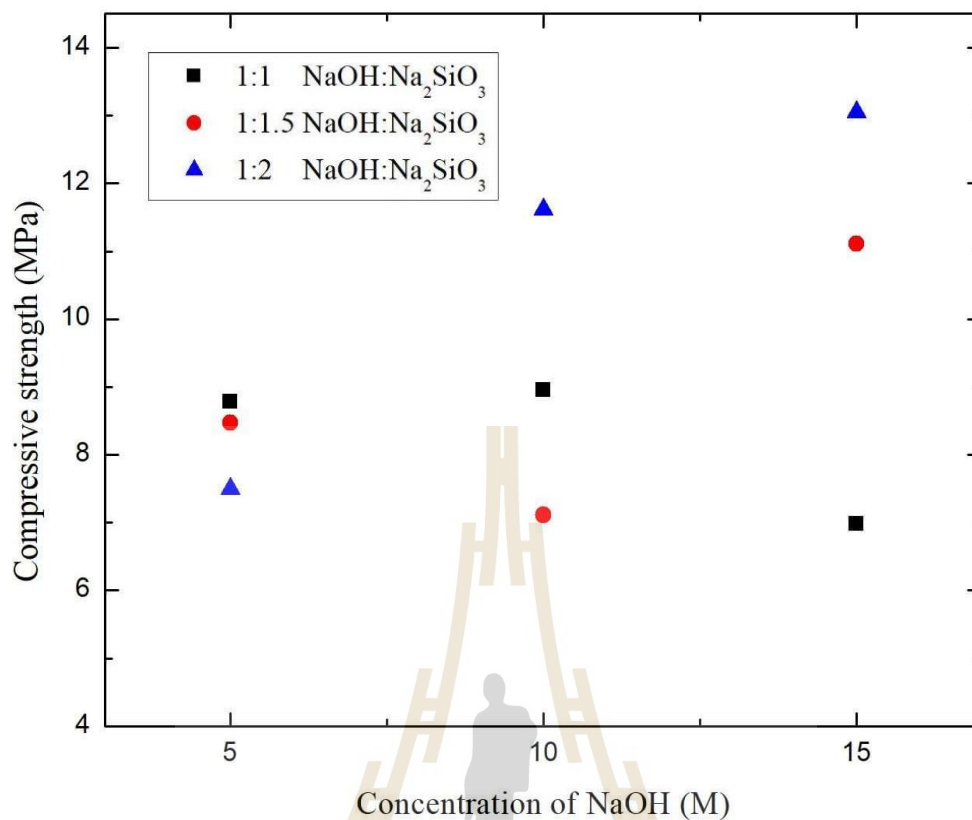 1:1 NaOH:Na₂SiO₃
1:1.5 NaOH:Na₂SiO₃
1:2 NaOH:Na₂SiO₃
14
12
10
8
6
4
Compressive strength (MPa)
5 10 15
Concentration of NaOH (M)